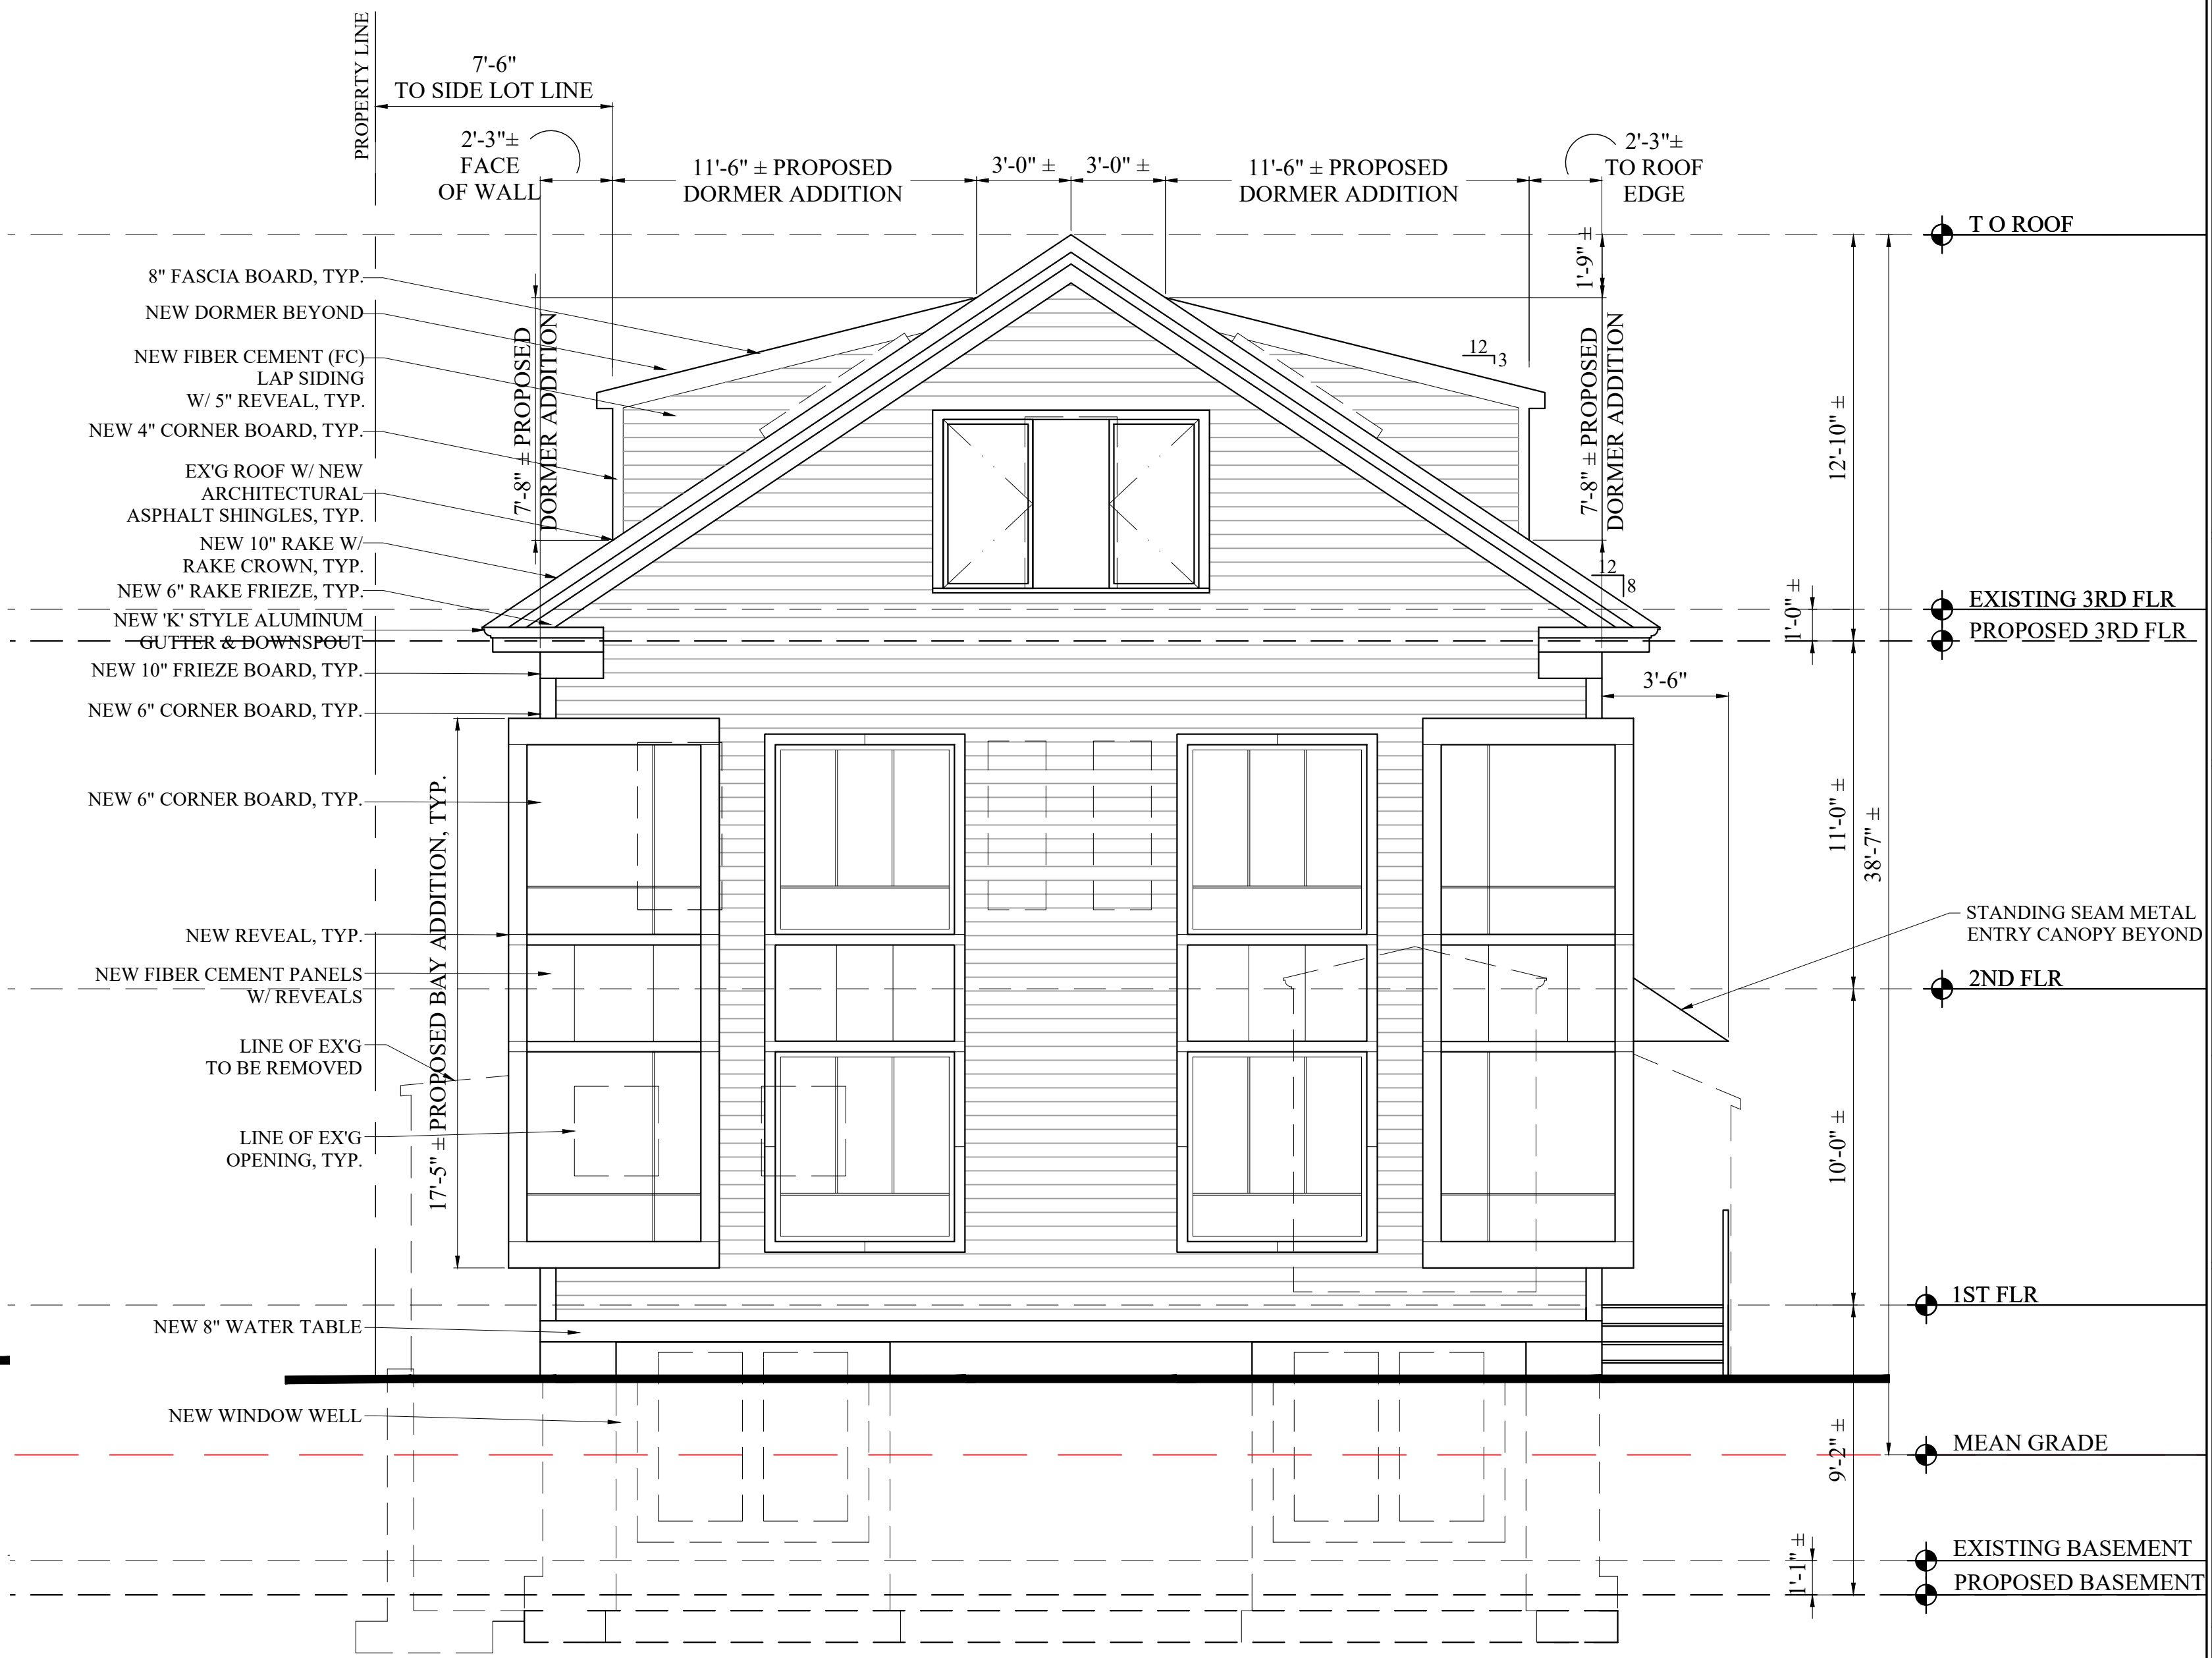 PROPERTY LINE
7'-6"
TO SIDE LOT LINE
2'-3"±
FACE
OF WALL
11'-6" ± PROPOSED
DORMER ADDITION
3'-0" ±
3'-0" ±
11'-6" ± PROPOSED
DORMER ADDITION
2'-3"±
TO ROOF
EDGE
T O ROOF
1'-9" ±
8" FASCIA BOARD, TYP.
NEW DORMER BEYOND
NEW FIBER CEMENT (FC)
LAP SIDING
W/ 5" REVEAL, TYP.
NEW 4" CORNER BOARD, TYP.
EX'G ROOF W/ NEW
ARCHITECTURAL
ASPHALT SHINGLES, TYP.
NEW 10" RAKE W/
RAKE CROWN, TYP.
NEW 6" RAKE FRIEZE, TYP.
NEW 'K' STYLE ALUMINUM
GUTTER & DOWNSPOUT
NEW 10" FRIEZE BOARD, TYP.
NEW 6" CORNER BOARD, TYP.
7'-8" ± PROPOSED
DORMER ADDITION
12
3
7'-8" ± PROPOSED
DORMER ADDITION
12
8
12'-10" ±
1'-0" ±
EXISTING 3RD FLR
PROPOSED 3RD FLR
3'-6"
NEW 6" CORNER BOARD, TYP.
17'-5" ± PROPOSED BAY ADDITION, TYP.
11'-0" ±
38'-7" ±
NEW REVEAL, TYP.
NEW FIBER CEMENT PANELS
W/ REVEALS
STANDING SEAM METAL
ENTRY CANOPY BEYOND
2ND FLR
LINE OF EX'G
TO BE REMOVED
LINE OF EX'G
OPENING, TYP.
10'-0" ±
1ST FLR
NEW 8" WATER TABLE
NEW WINDOW WELL
9'-2" ±
MEAN GRADE
1'-1" ±
EXISTING BASEMENT
PROPOSED BASEMENT